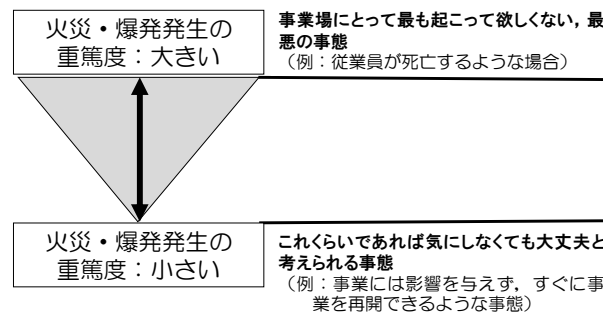 火災・爆発発生の
重篤度：大きい
事業場にとって最も起こって欲しくない，最
悪の事態
（例：従業員が死亡するような場合）
火災・爆発発生の
重篤度：小さい
これくらいであれば気にしなくても大丈夫と
考えられる事態
（例：事業には影響を与えず，すぐに事
業を再開できるような事態）